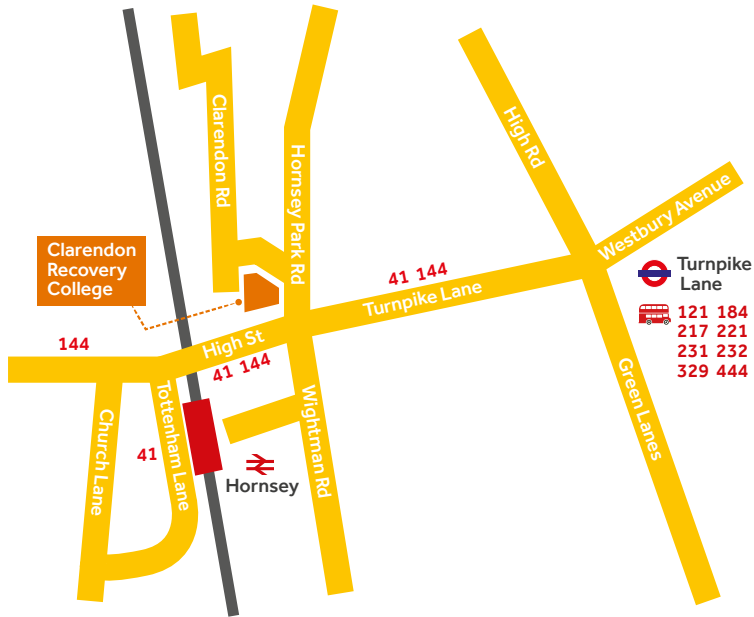 Clarendon Rd
Hornsey Park Rd
High Rd
Westbury Avenue
Clarendon
Recovery
College
41 144
Turnpike Lane
Turnpike
Lane
121 184
217 221
231 232
329 444
144
High St
41 144
Church Lane
41
Tottenham Lane
Hornsey
Wightman Rd
Green Lanes